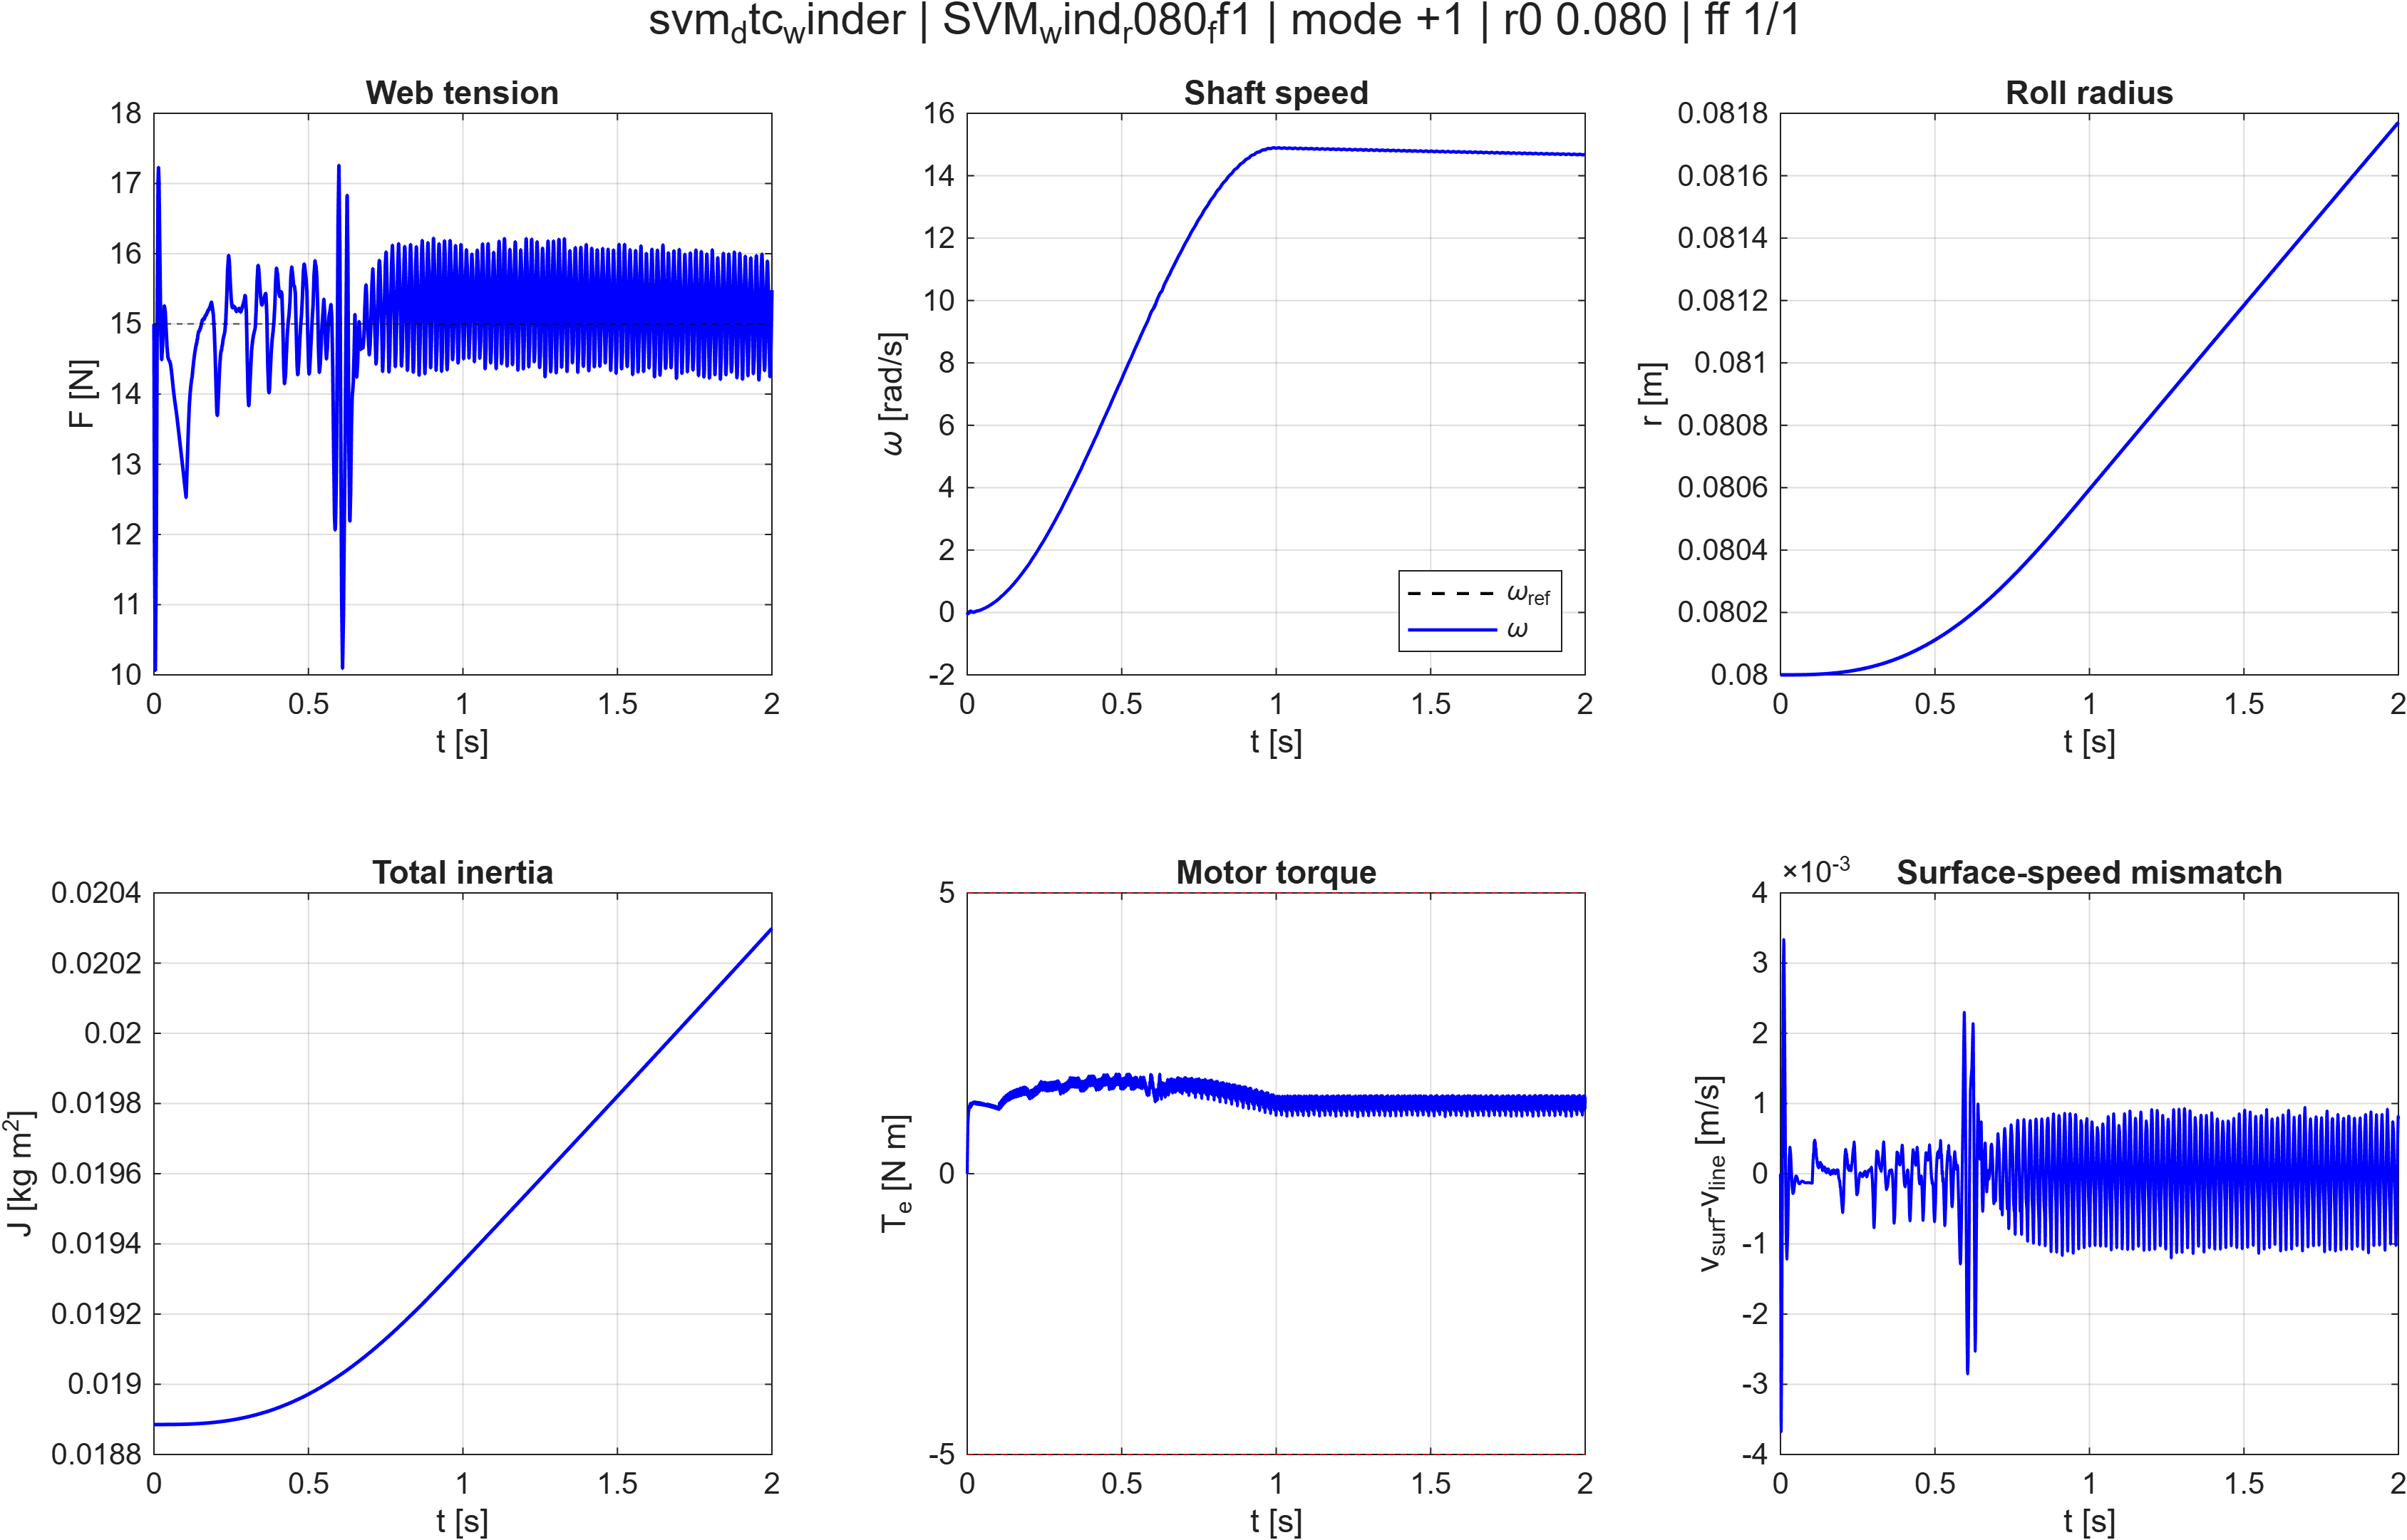 svm_dtc_winder | SVM_wind_r080_ff1 | mode +1 | r0 0.080 | ff 1/1
Web tension
18
17
16
15
14
13
12
11
10
F [N]
0 0.5 1 1.5 2
t [s]
Shaft speed
16
14
12
10
8
6
4
2
0
-2
ω [rad/s]
ω_ref
ω
0 0.5 1 1.5 2
t [s]
Roll radius
0.0818
0.0816
0.0814
0.0812
0.081
0.0808
0.0806
0.0804
0.0802
0.08
r [m]
0 0.5 1 1.5 2
t [s]
Total inertia
0.0204
0.0202
0.02
0.0198
0.0196
0.0194
0.0192
0.019
0.0188
J [kg m²]
0 0.5 1 1.5 2
t [s]
Motor torque
5
0
-5
T_e [N m]
0 0.5 1 1.5 2
t [s]
×10⁻³
Surface-speed mismatch
4
3
2
1
0
-1
-2
-3
-4
v_surf-v_line [m/s]
0 0.5 1 1.5 2
t [s]